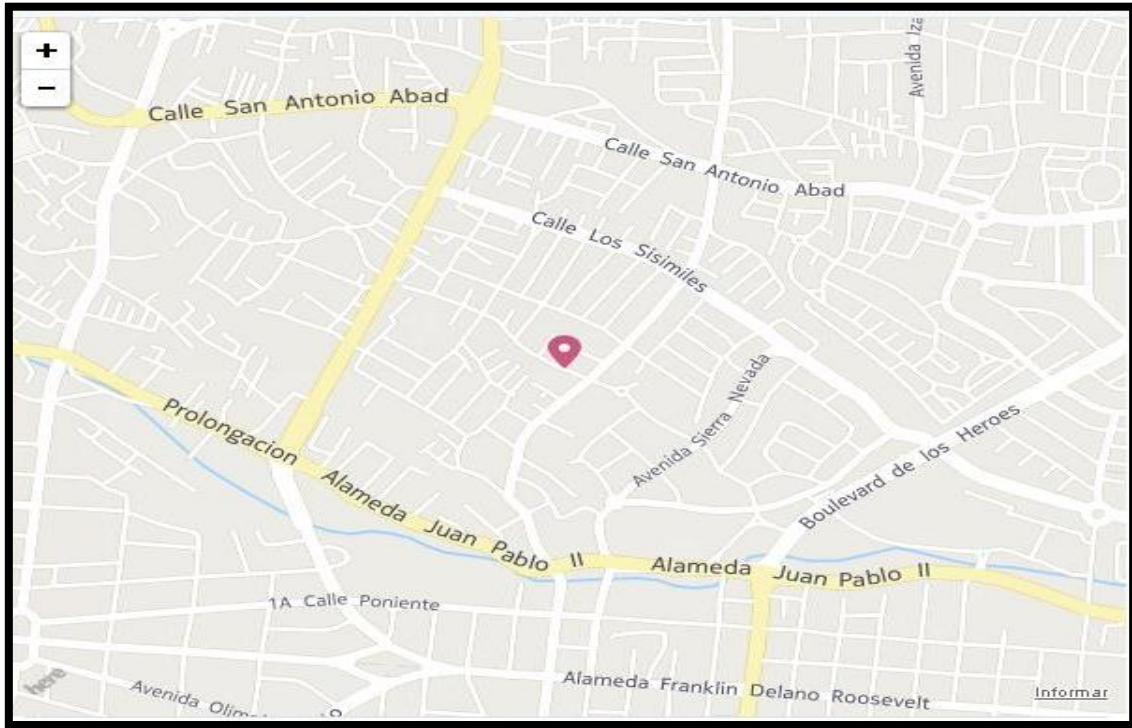 +
−
Calle San Antonio Abad
Avenida Iza
Calle San Antonio Abad
Calle Los Sisimiles
Avenida Sierra Nevada
Boulevard de los Heroes
Prolongacion Alameda Juan Pablo II
Alameda Juan Pablo II
1A Calle Poniente
Alameda Franklin Delano Roosevelt
Avenida Olim
here
Informar